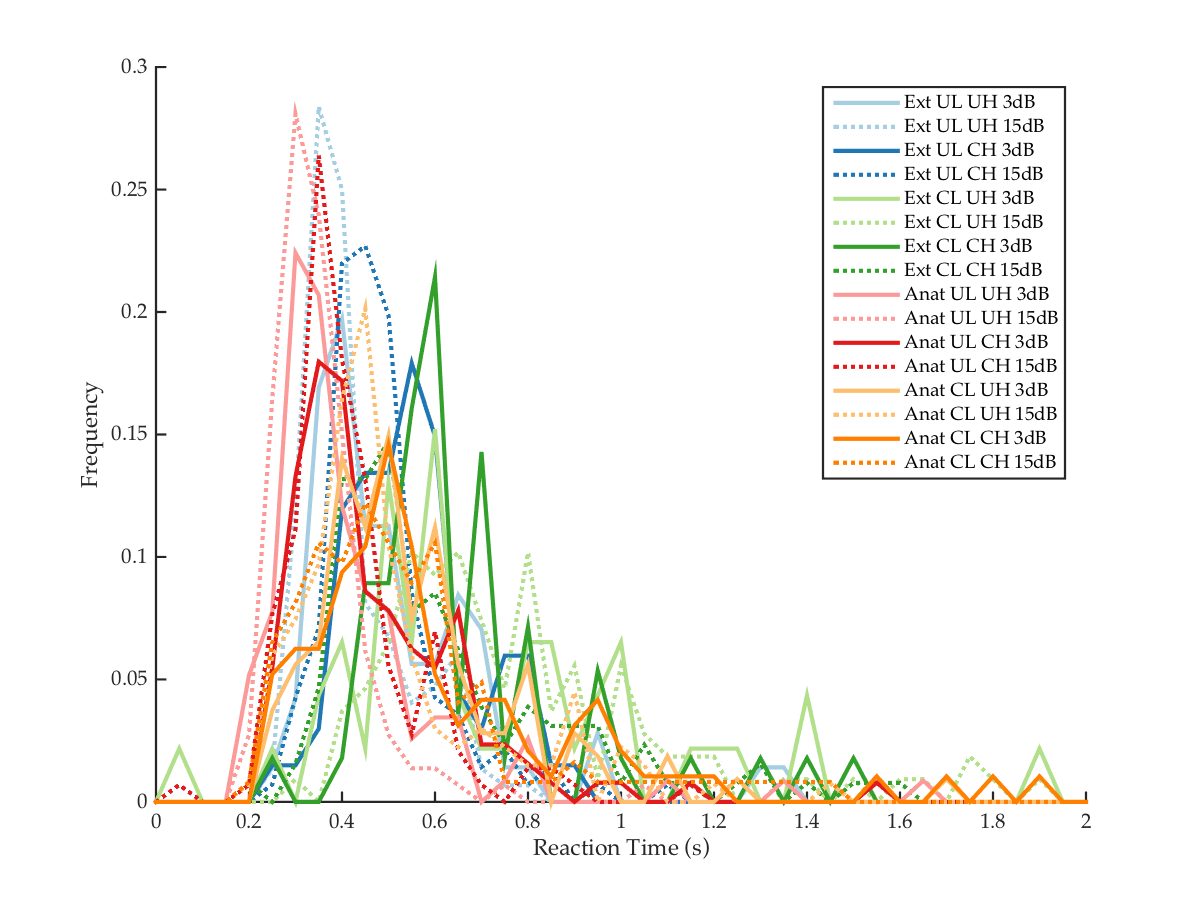 0.3
0.25
0.2
0.15
0.1
0.05
0
Frequency
0 0.2 0.4 0.6 0.8 1 1.2 1.4 1.6 1.8 2
Reaction Time (s)
Ext UL UH 3dB
Ext UL UH 15dB
Ext UL CH 3dB
Ext UL CH 15dB
Ext CL UH 3dB
Ext CL UH 15dB
Ext CL CH 3dB
Ext CL CH 15dB
Anat UL UH 3dB
Anat UL UH 15dB
Anat UL CH 3dB
Anat UL CH 15dB
Anat CL UH 3dB
Anat CL UH 15dB
Anat CL CH 3dB
Anat CL CH 15dB